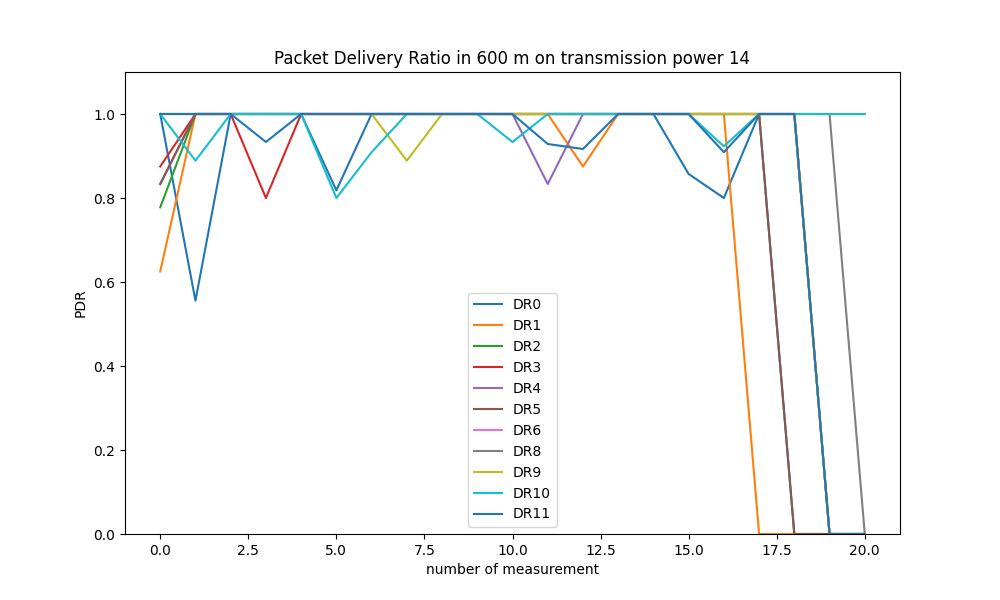 Packet Delivery Ratio in 600 m on transmission power 14
1.0
0.8
0.6
0.4
0.2
0.0
PDR
DR0
DR1
DR2
DR3
DR4
DR5
DR6
DR8
DR9
DR10
DR11
0.0 2.5 5.0 7.5 10.0 12.5 15.0 17.5 20.0
number of measurement